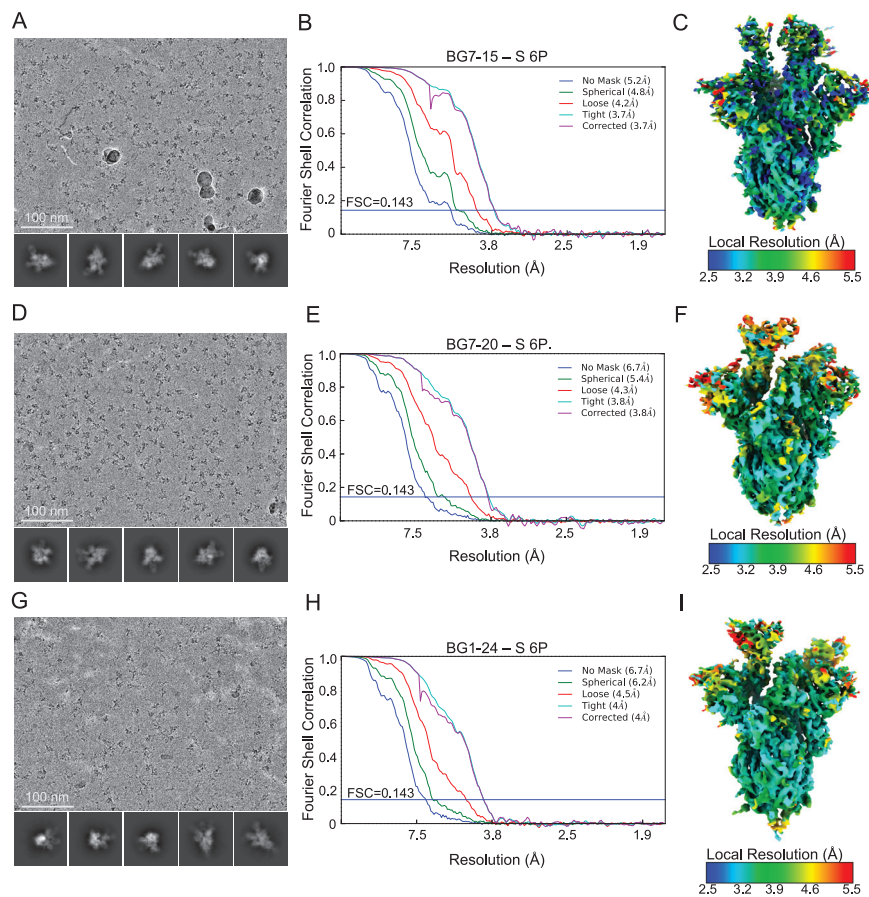 A
100 nm
B
BG7-15 – S 6P
Fourier Shell Correlation
1.0
0.8
0.6
0.4
0.2
0
No Mask (5.2Å)
Spherical (4.8Å)
Loose (4.2Å)
Tight (3.7Å)
Corrected (3.7Å)
FSC=0.143
7.5 3.8 2.5 1.9
Resolution (Å)
C
Local Resolution (Å)
2.5 3.2 3.9 4.6 5.5
D
100 nm
E
BG7-20 – S 6P.
Fourier Shell Correlation
1.0
0.8
0.6
0.4
0.2
0
No Mask (6.7Å)
Spherical (5.4Å)
Loose (4.3Å)
Tight (3.8Å)
Corrected (3.8Å)
FSC=0.143
7.5 3.8 2.5 1.9
Resolution (Å)
F
Local Resolution (Å)
2.5 3.2 3.9 4.6 5.5
G
100 nm
H
BG1-24 – S 6P
Fourier Shell Correlation
1.0
0.8
0.6
0.4
0.2
0
No Mask (6.7Å)
Spherical (6.2Å)
Loose (4.5Å)
Tight (4Å)
Corrected (4Å)
FSC=0.143
7.5 3.8 2.5 1.9
Resolution (Å)
I
Local Resolution (Å)
2.5 3.2 3.9 4.6 5.5